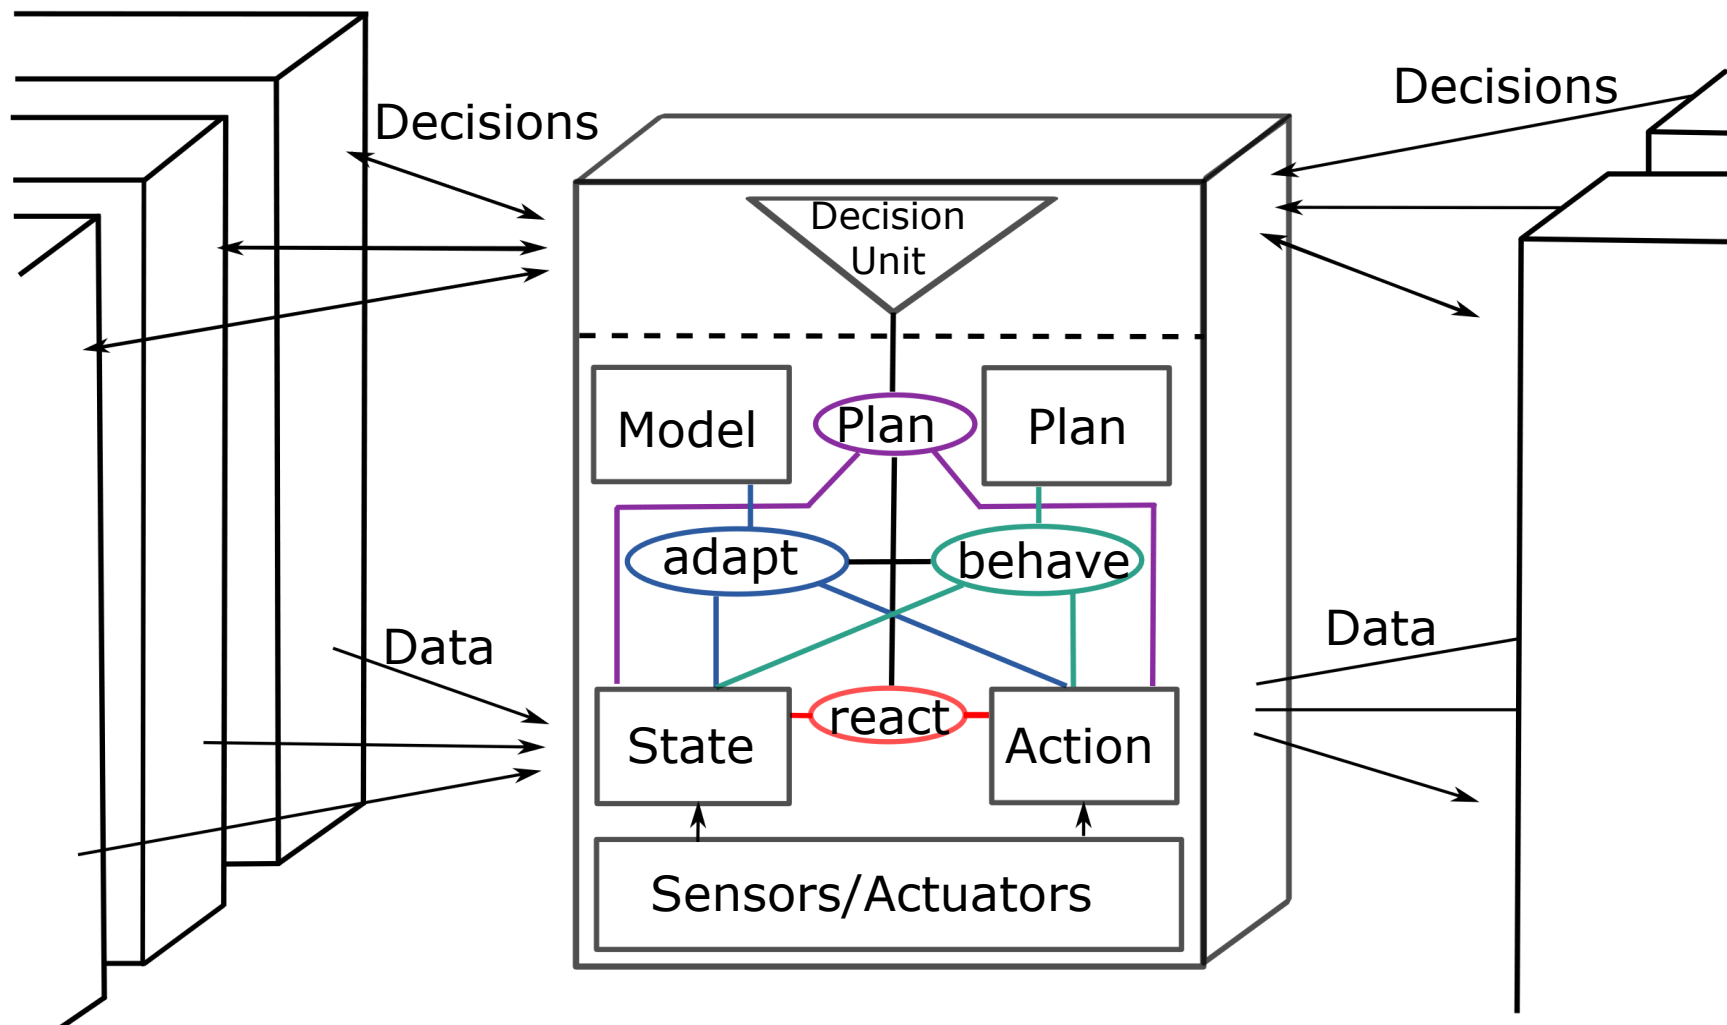 Decisions
Decisions
Decision
Unit
Model
Plan
Plan
adapt
behave
Data
Data
State
react
Action
Sensors/Actuators